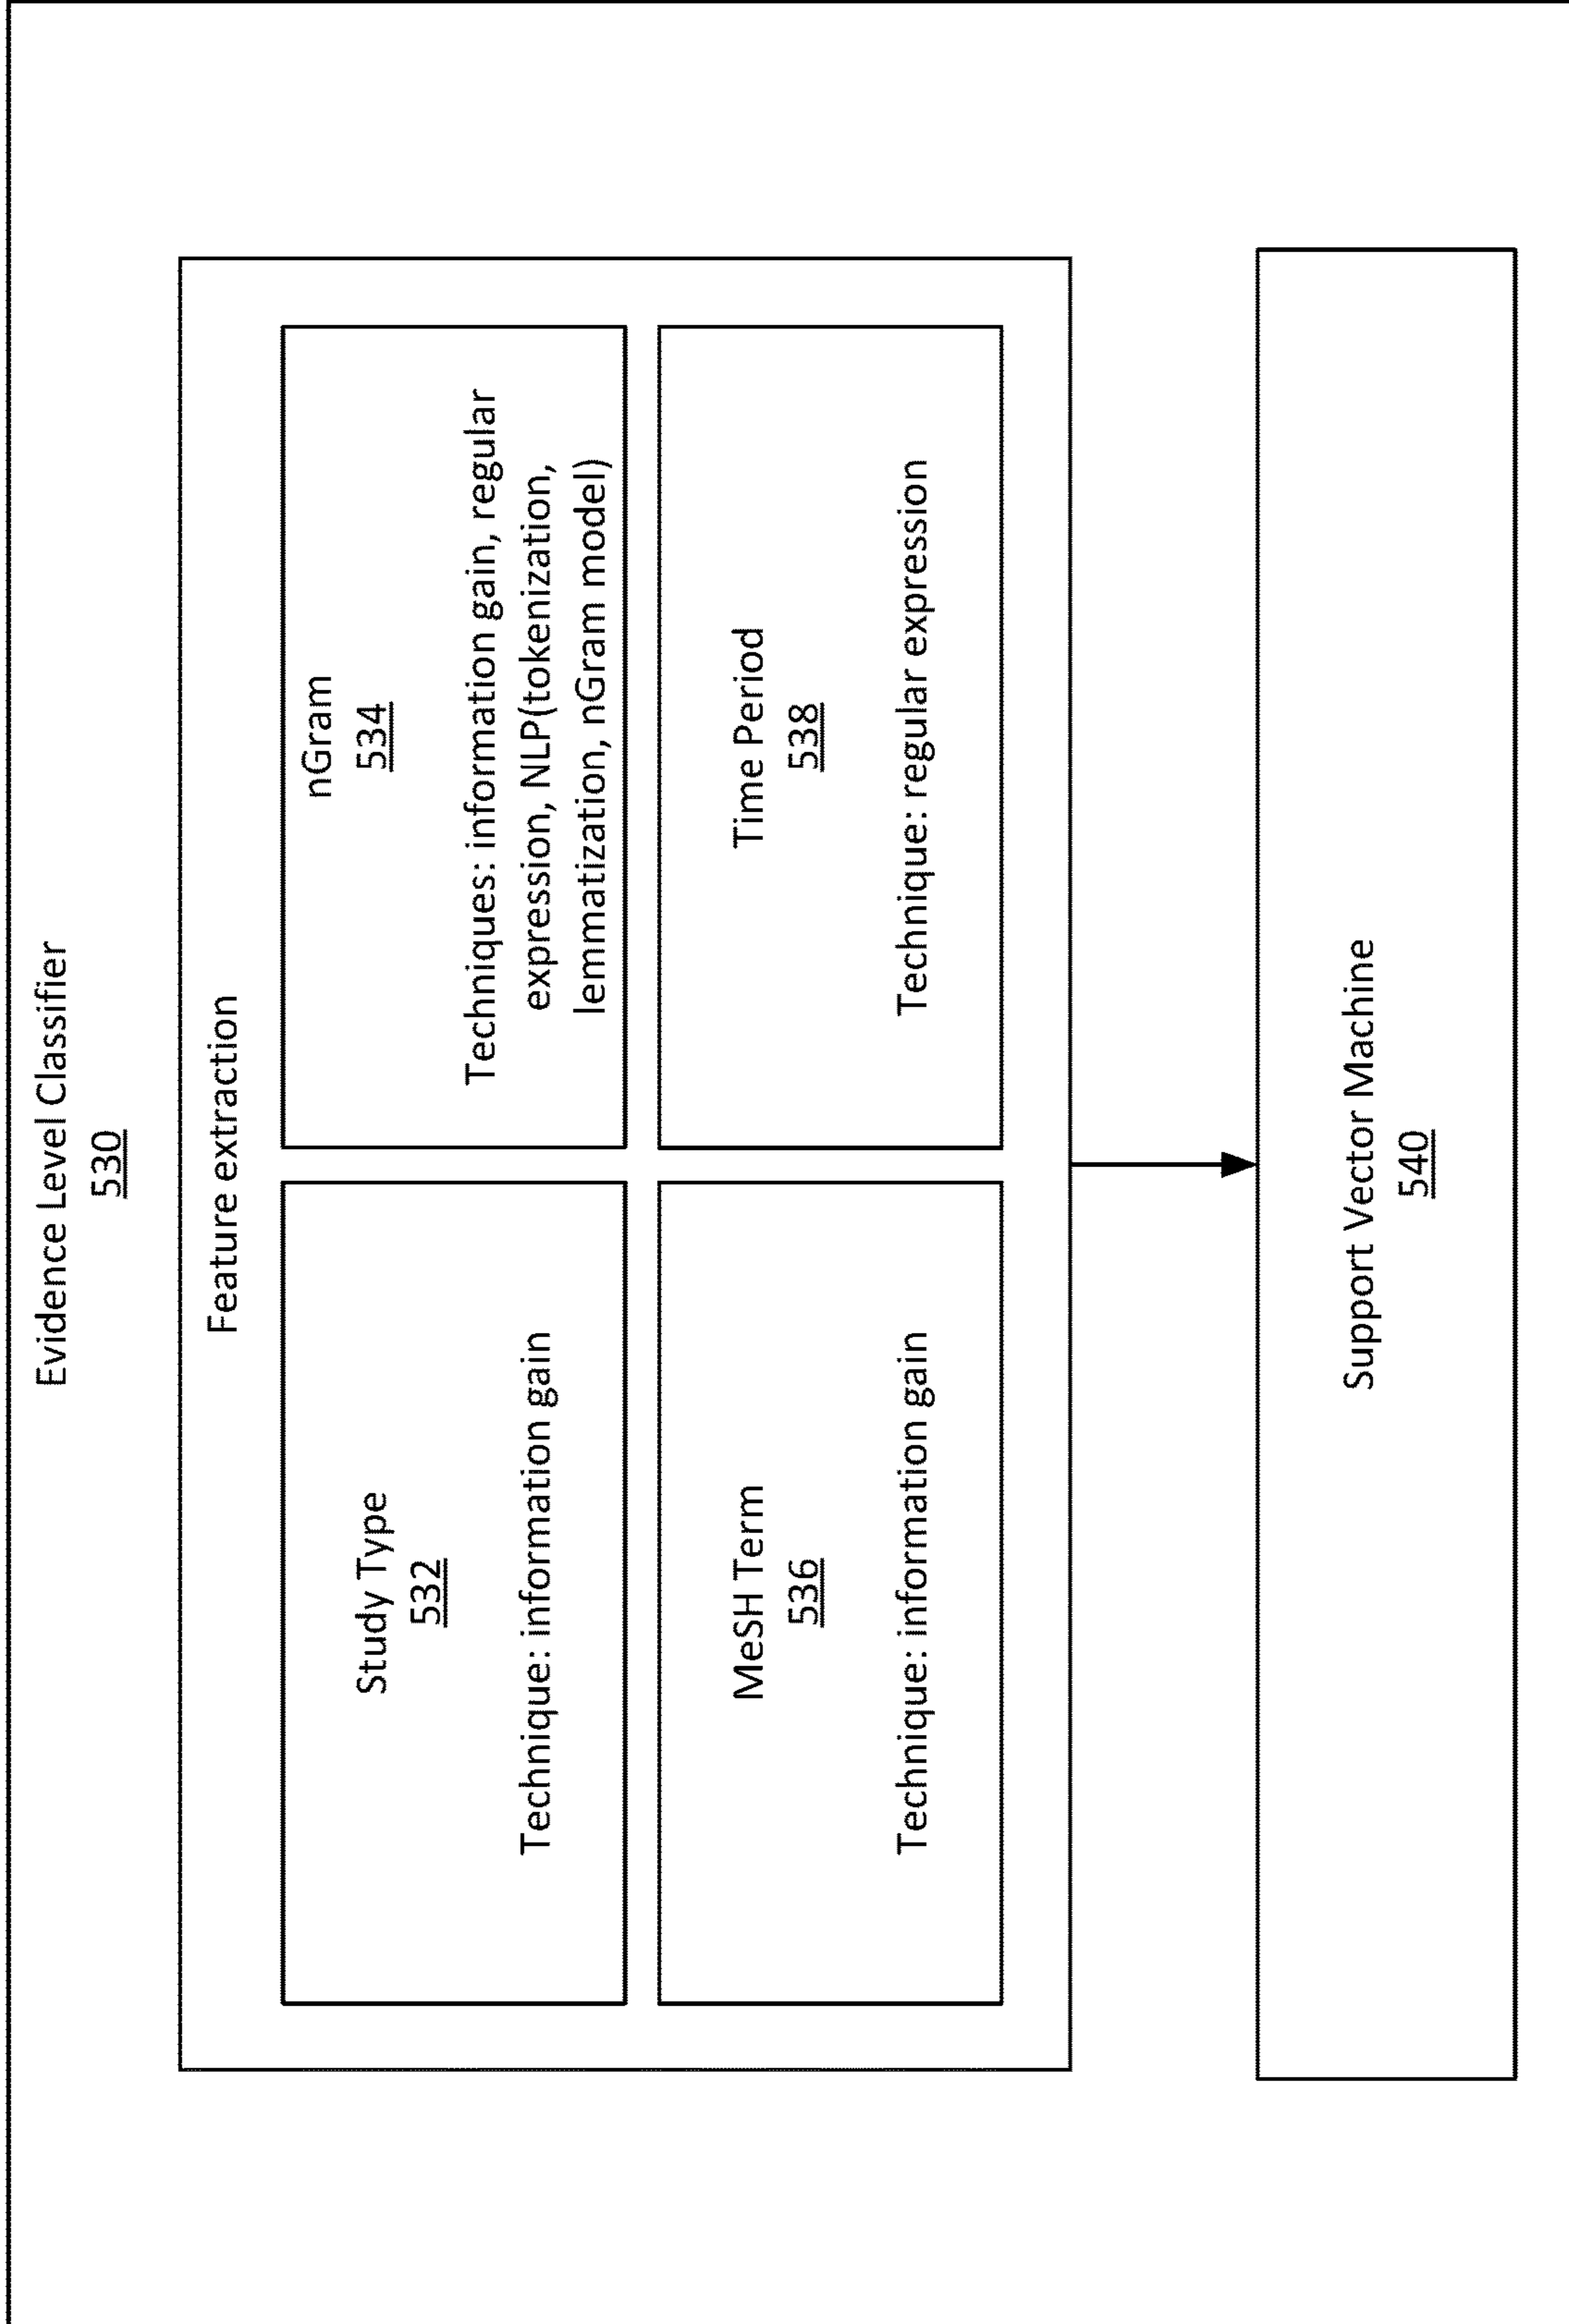 Evidence Level Classifier
530
Feature extraction
Study Type
532
Technique: information gain
nGram
534
Techniques: information gain, regular
expression, NLP(tokenization,
lemmatization, nGram model)
MeSH Term
536
Technique: information gain
Time Period
538
Technique: regular expression
Support Vector Machine
540